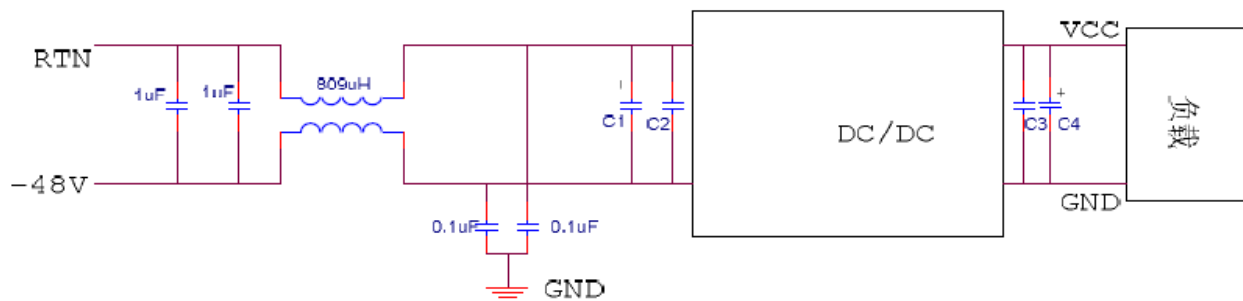 RTN
-48V
1uF
1uF
809uH
0.1uF
0.1uF
GND
C1
C2
DC/DC
C3
C4
+
VCC
GND
负载